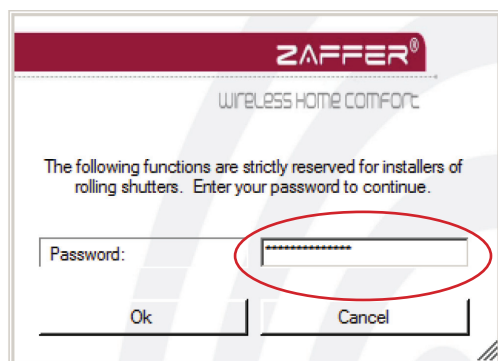 ZAFFER®
WIRELESS HOME COMFORT
The following functions are strictly reserved for installers of
rolling shutters. Enter your password to continue.
Password: **************
Ok Cancel